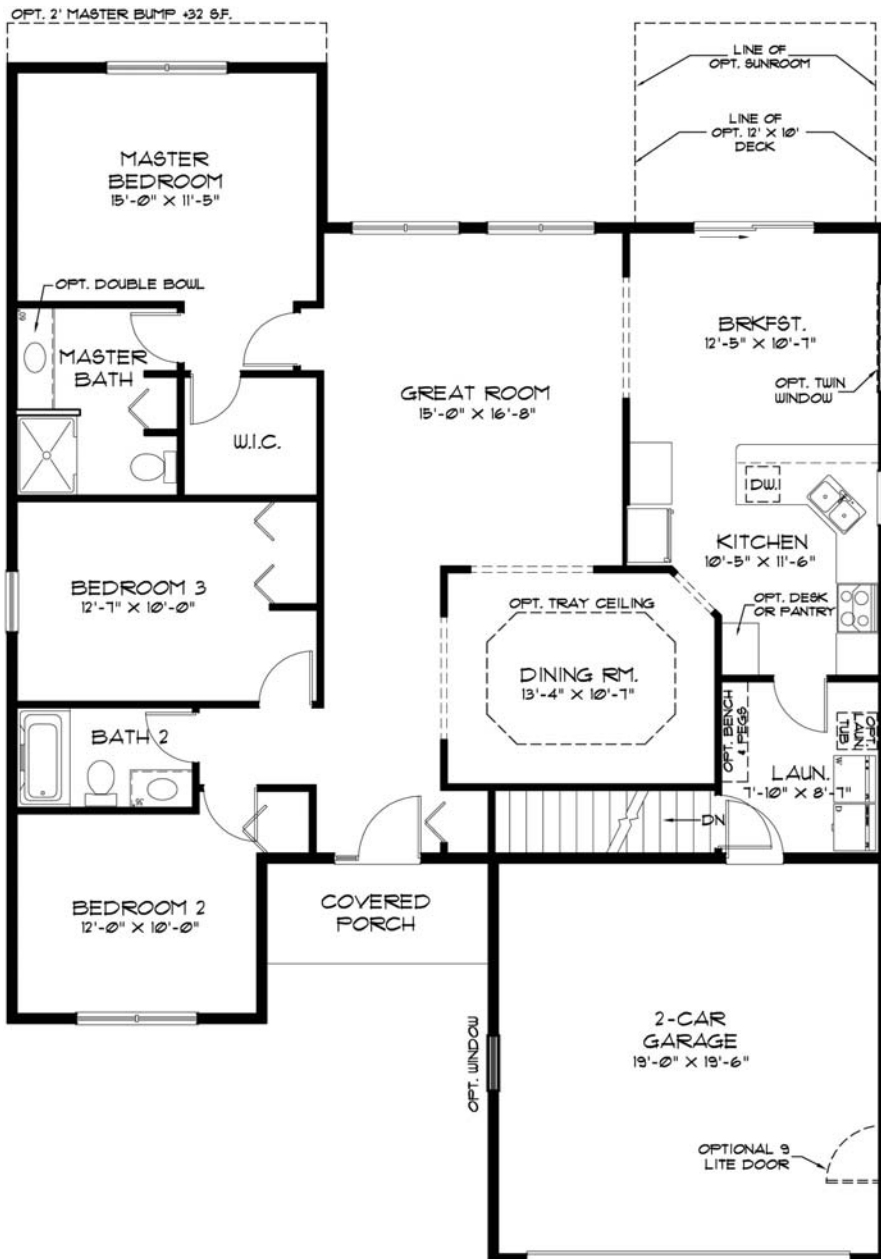 OPT. 2' MASTER BUMP +32 S.F.
LINE OF
OPT. SUNROOM
LINE OF
OPT. 12' X 10'
DECK
MASTER
BEDROOM
15'-0" X 11'-5"
OPT. DOUBLE BOWL
MASTER
BATH
W.I.C.
GREAT ROOM
15'-0" X 16'-8"
BRKFST.
12'-5" X 10'-7"
OPT. TWIN
WINDOW
DW.
KITCHEN
10'-5" X 11'-6"
OPT. DESK
OR PANTRY
BEDROOM 3
12'-7" X 10'-0"
OPT. TRAY CEILING
DINING RM.
13'-4" X 10'-7"
BATH 2
OPT. BENCH
& PEGS
OPT.
LAUN
TUB
W
D
LAUN.
7'-10" X 8'-7"
DN
BEDROOM 2
12'-0" X 10'-0"
COVERED
PORCH
OPT. WINDOW
2-CAR
GARAGE
19'-0" X 19'-6"
OPTIONAL 9
LITE DOOR